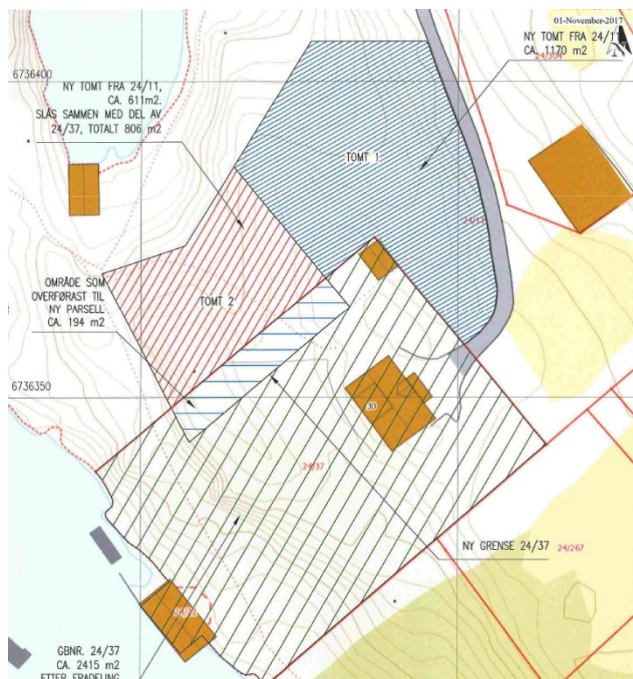 01-November-2017
NY TOMT FRA 24/11
CA. 1170 m2
24/304
6736400
NY TOMT FRA 24/11,
CA. 611m2.
SLÅS SAMMEN MED DEL AV
24/37, TOTALT 806 m2
TOMT 1
OMRÅDE SOM
OVERFØRAST TIL
NY PARSELL
CA. 194 m2
TOMT 2
6736350
30
24/37
NY GRENSE 24/37
24/267
GBNR. 24/37
CA. 2415 m2
ETTER FRADELING